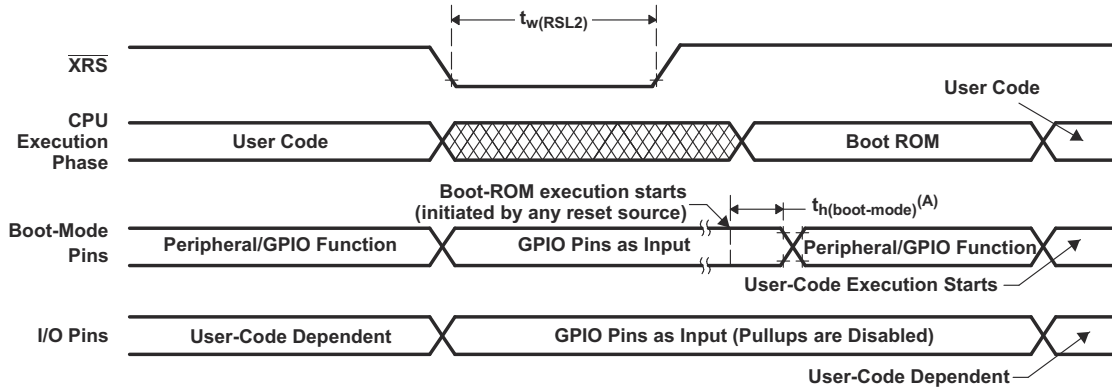 tw(RSL2)
XRS
User Code
CPU
Execution
Phase
User Code
Boot ROM
Boot-ROM execution starts
(initiated by any reset source)
th(boot-mode)(A)
Boot-Mode
Pins
Peripheral/GPIO Function
GPIO Pins as Input
Peripheral/GPIO Function
User-Code Execution Starts
I/O Pins
User-Code Dependent
GPIO Pins as Input (Pullups are Disabled)
User-Code Dependent